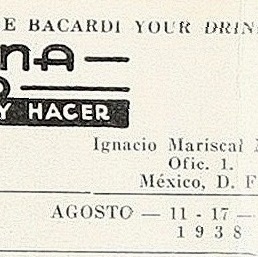 E BACARDI YOUR DRIN
NA
O
Y HACER
Ignacio Mariscal
Ofic. 1.
México, D. F
AGOSTO — 11 - 17 —
1938